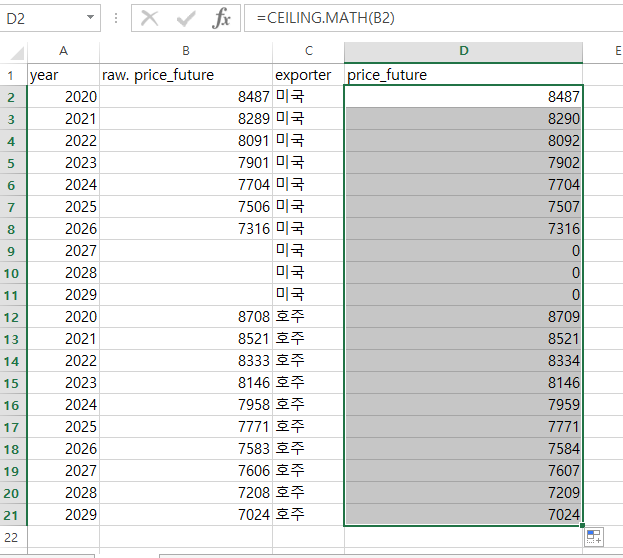 D2 fx =CEILING.MATH(B2)
A B C D E
1 year raw. price_future exporter price_future
2 2020 8487 미국 8487
3 2021 8289 미국 8290
4 2022 8091 미국 8092
5 2023 7901 미국 7902
6 2024 7704 미국 7704
7 2025 7506 미국 7507
8 2026 7316 미국 7316
9 2027 미국 0
10 2028 미국 0
11 2029 미국 0
12 2020 8708 호주 8709
13 2021 8521 호주 8521
14 2022 8333 호주 8334
15 2023 8146 호주 8146
16 2024 7958 호주 7959
17 2025 7771 호주 7771
18 2026 7583 호주 7584
19 2027 7606 호주 7607
20 2028 7208 호주 7209
21 2029 7024 호주 7024
22